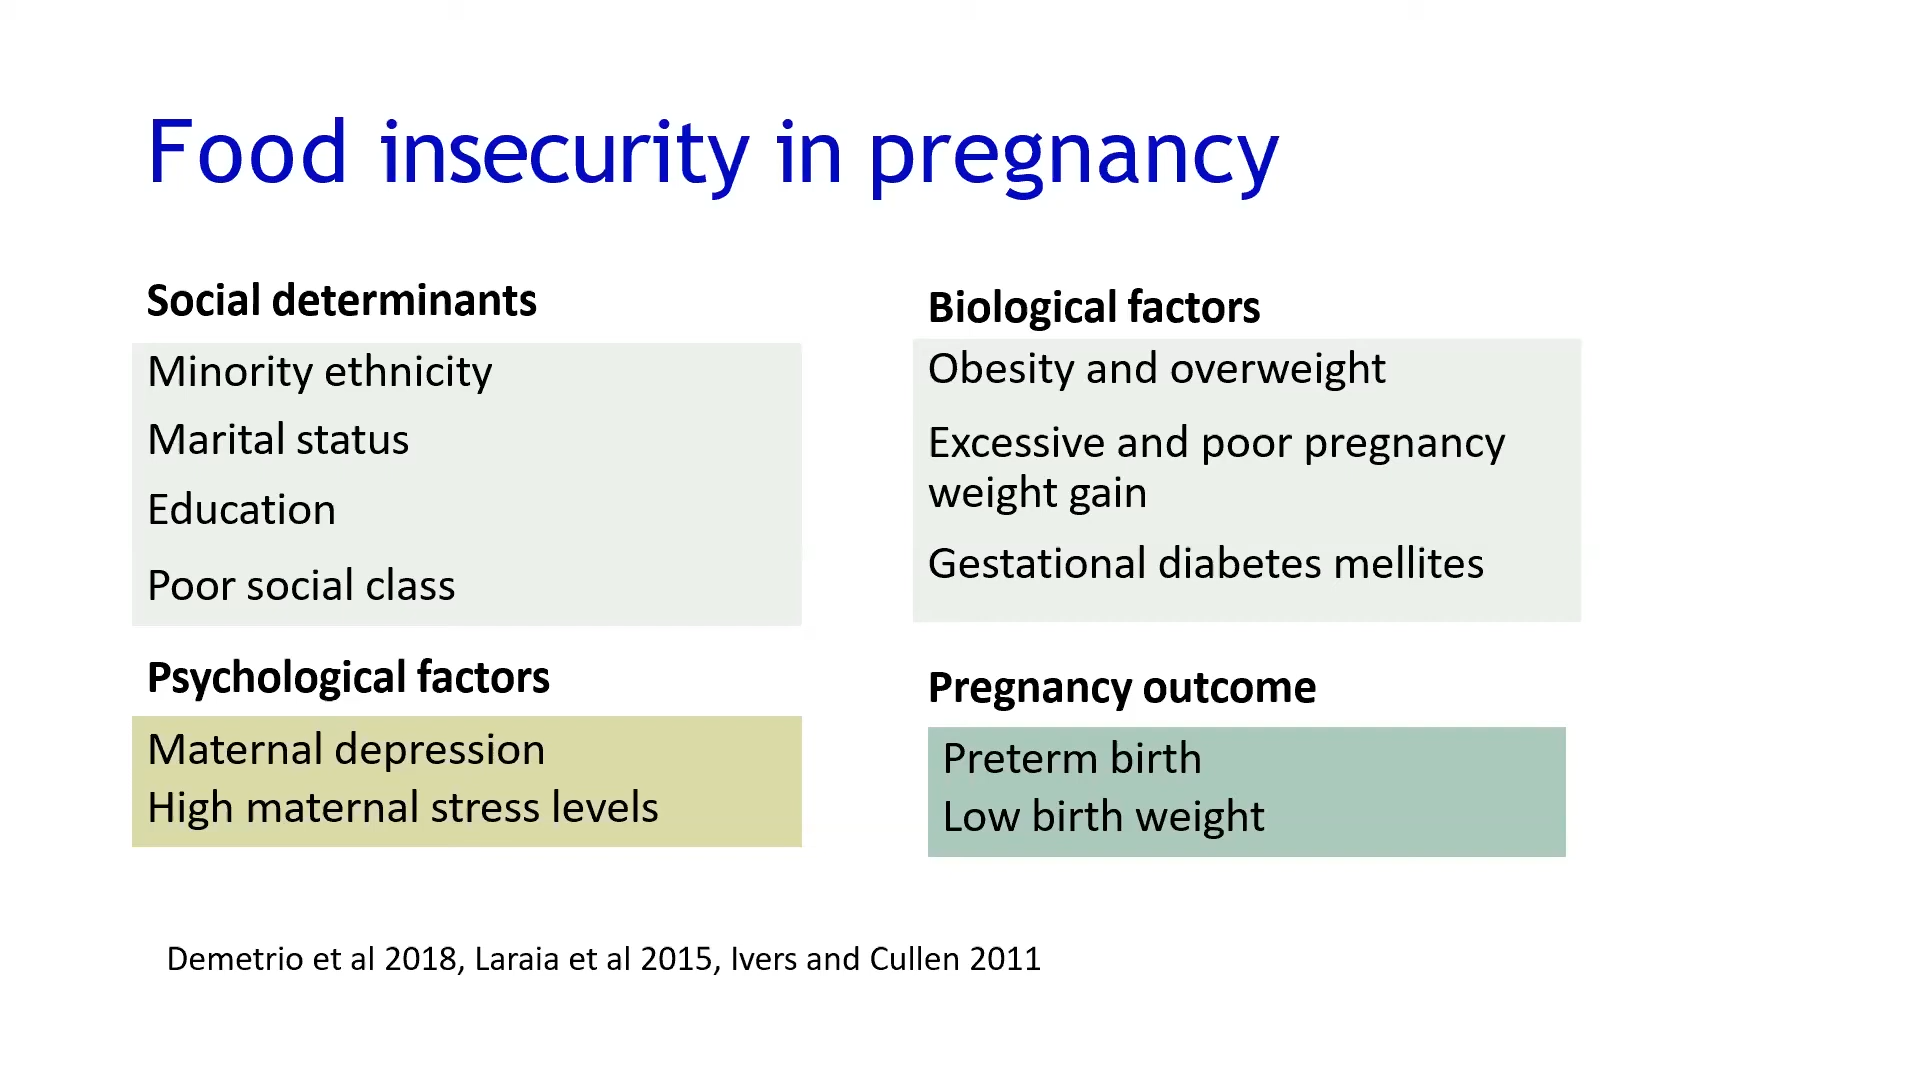 Food insecurity in pregnancy
Social determinants
Minority ethnicity
Marital status
Education
Poor social class
Biological factors
Obesity and overweight
Excessive and poor pregnancy
weight gain
Gestational diabetes mellites
Psychological factors
Maternal depression
High maternal stress levels
Pregnancy outcome
Preterm birth
Low birth weight
Demetrio et al 2018, Laraia et al 2015, Ivers and Cullen 2011